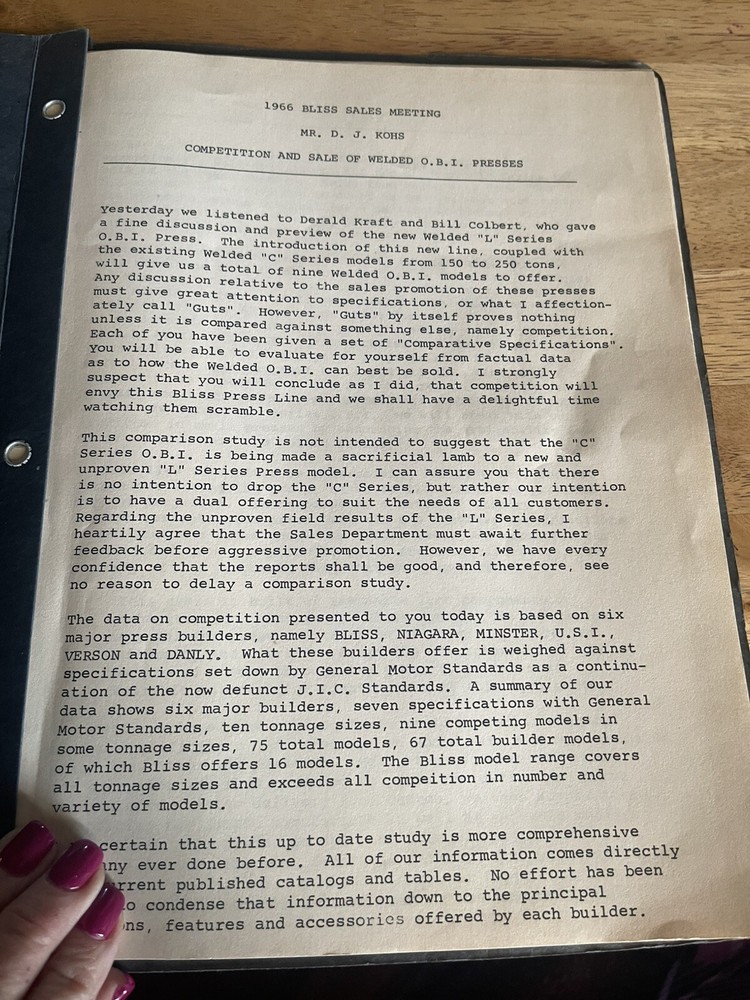 1966 BLISS SALES MEETING
MR. D. J. KOHS
COMPETITION AND SALE OF WELDED O.B.I. PRESSES
Yesterday we listened to Derald Kraft and Bill Colbert, who gave
a fine discussion and preview of the new Welded "L" Series
O.B.I. Press. The introduction of this new line, coupled with
the existing Welded "C" Series models from 150 to 250 tons,
will give us a total of nine Welded O.B.I. models to offer.
Any discussion relative to the sales promotion of these presses
must give great attention to specifications, or what I affection-
ately call "Guts". However, "Guts" by itself proves nothing
unless it is compared against something else, namely competition.
Each of you have been given a set of "Comparative Specifications".
You will be able to evaluate for yourself from factual data
as to how the Welded O.B.I. can best be sold. I strongly
suspect that you will conclude as I did, that competition will
envy this Bliss Press Line and we shall have a delightful time
watching them scramble.
This comparison study is not intended to suggest that the "C"
Series O.B.I. is being made a sacrificial lamb to a new and
unproven "L" Series Press model. I can assure you that there
is no intention to drop the "C" Series, but rather our intention
is to have a dual offering to suit the needs of all customers.
Regarding the unproven field results of the "L" Series, I
heartily agree that the Sales Department must await further
feedback before aggressive promotion. However, we have every
confidence that the reports shall be good, and therefore, see
no reason to delay a comparison study.
The data on competition presented to you today is based on six
major press builders, namely BLISS, NIAGARA, MINSTER, U.S.I.,
VERSON and DANLY. What these builders offer is weighed against
specifications set down by General Motor Standards as a continu-
ation of the now defunct J.I.C. Standards. A summary of our
data shows six major builders, seven specifications with General
Motor Standards, ten tonnage sizes, nine competing models in
some tonnage sizes, 75 total models, 67 total builder models,
of which Bliss offers 16 models. The Bliss model range covers
all tonnage sizes and exceeds all compeition in number and
variety of models.
certain that this up to date study is more comprehensive
ever done before. All of our information comes directly
published catalogs and tables. No effort has been
to condense that information down to the principal
features and accessories offered by each builder.